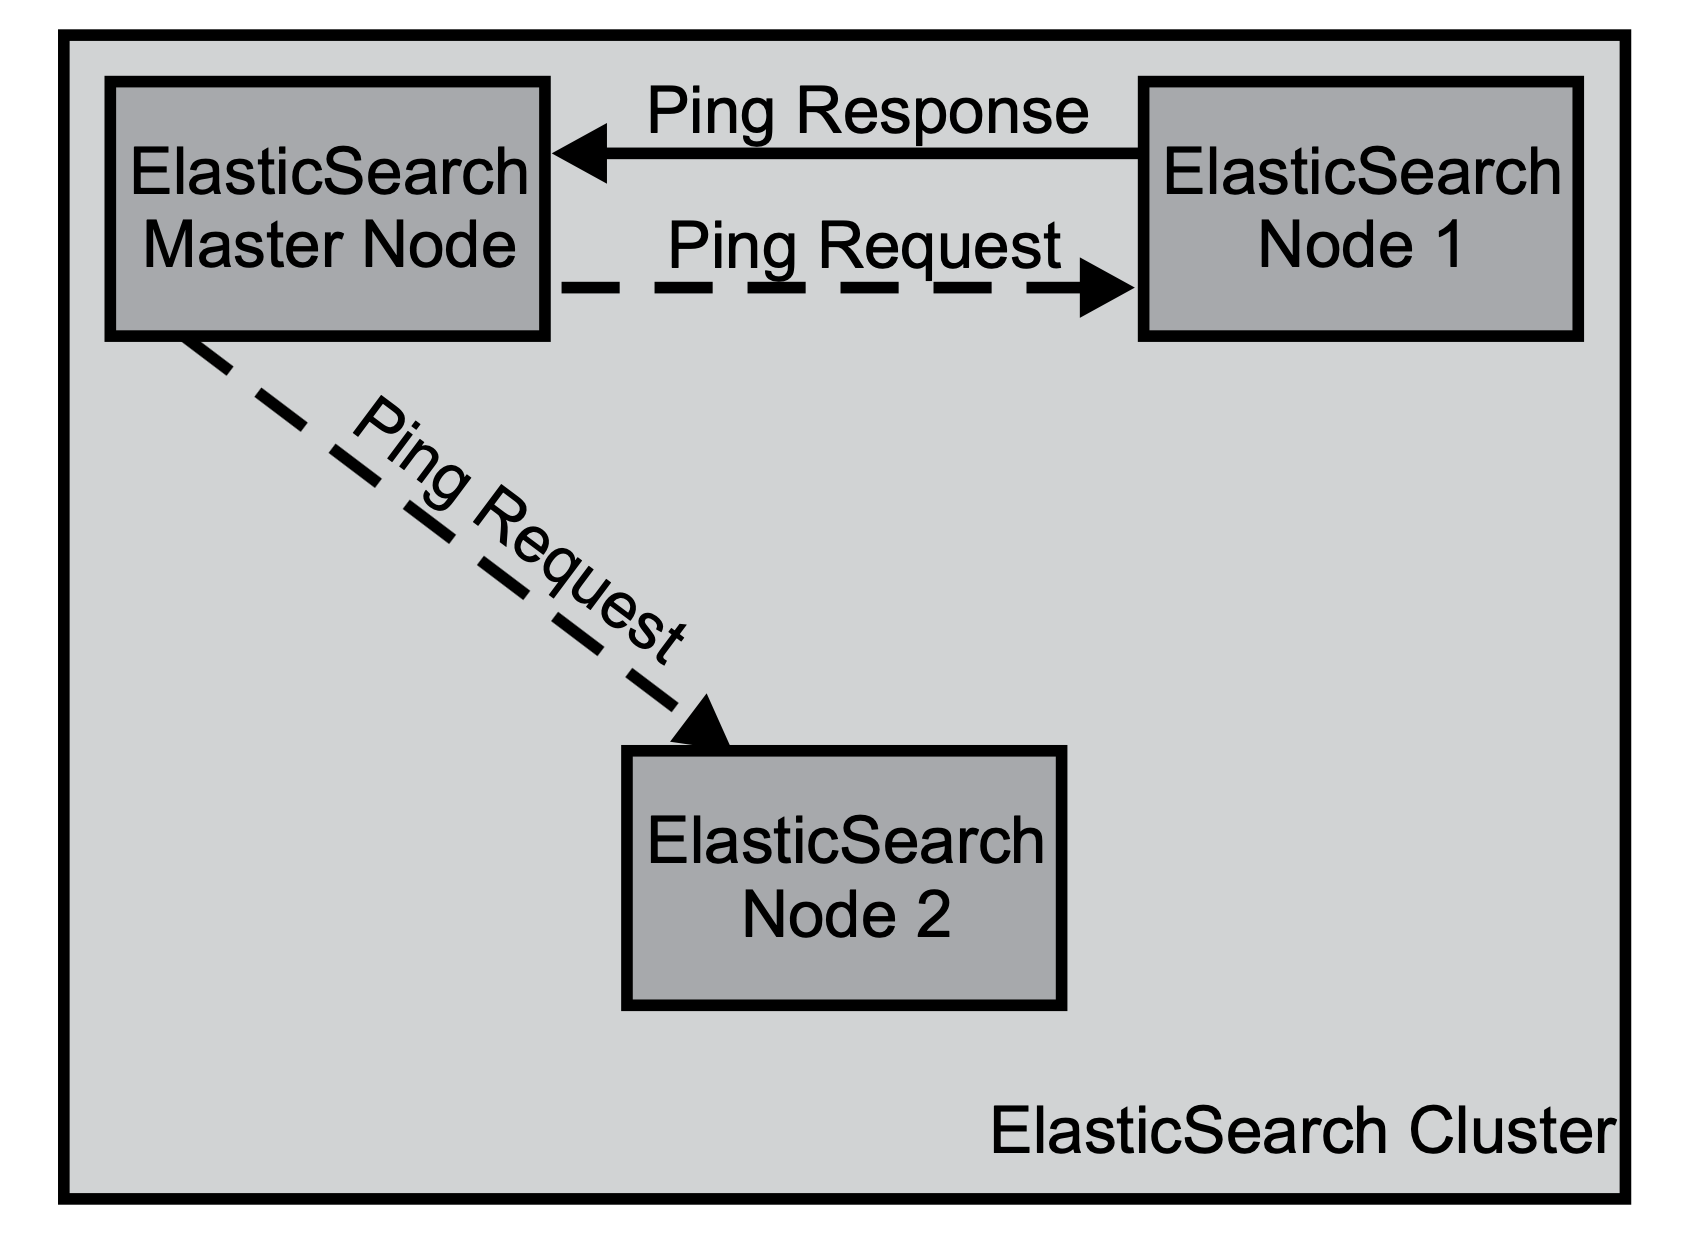 ElasticSearch
Master Node
Ping Response
Ping Request
ElasticSearch
Node 1
Ping Request
ElasticSearch
Node 2
ElasticSearch Cluster